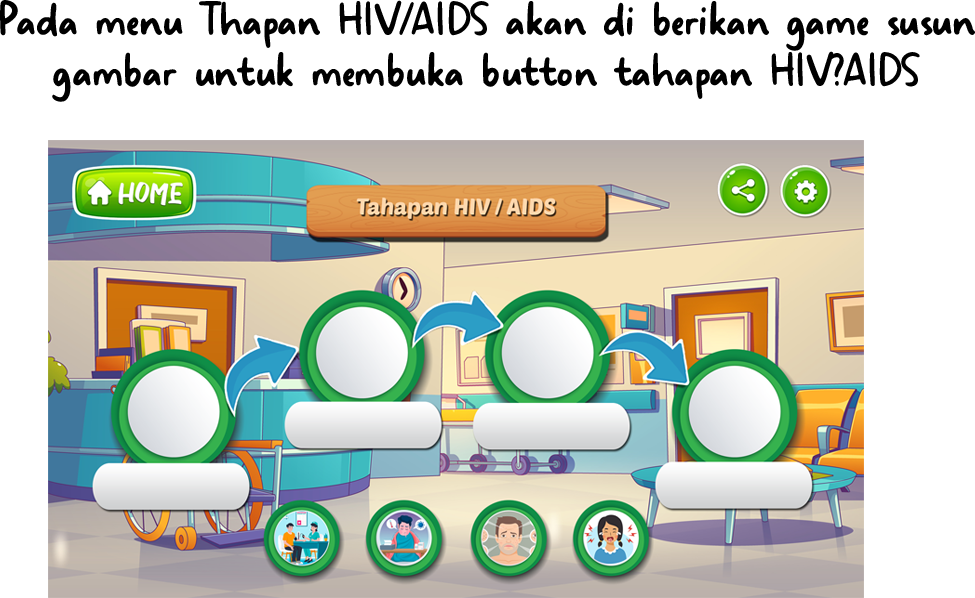 Pada menu Thapan HIV/AIDS akan di berikan game susun
gambar untuk membuka button tahapan HIV?AIDS
HOME
Tahapan HIV / AIDS